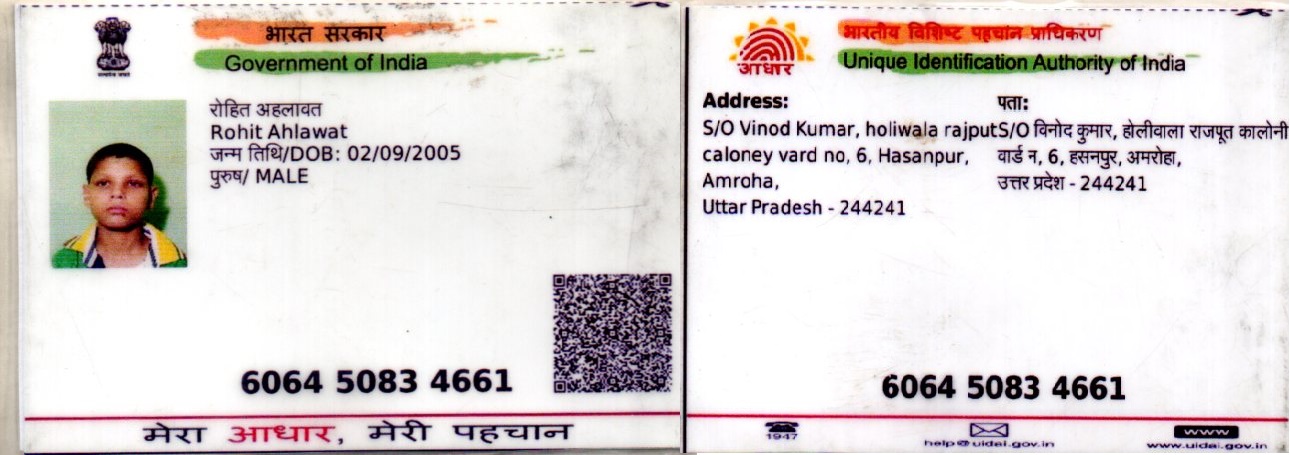 भारत सरकार
Government of India
रोहित अहलावत
Rohit Ahlawat
जन्म तिथि/DOB: 02/09/2005
पुरुष/ MALE
6064 5083 4661
मेरा आधार, मेरी पहचान
आधार
भारतीय विशिष्ट पहचान प्राधिकरण
Unique Identification Authority of India
Address:
S/O Vinod Kumar, holiwala rajput
caloney vard no, 6, Hasanpur,
Amroha,
Uttar Pradesh - 244241
पता:
S/O विनोद कुमार, होलीवाला राजपूत कालोनी
वार्ड न, 6, हसनपुर, अमरोहा,
उत्तर प्रदेश - 244241
6064 5083 4661
1947
help@uidai.gov.in
www
www.uidai.gov.in